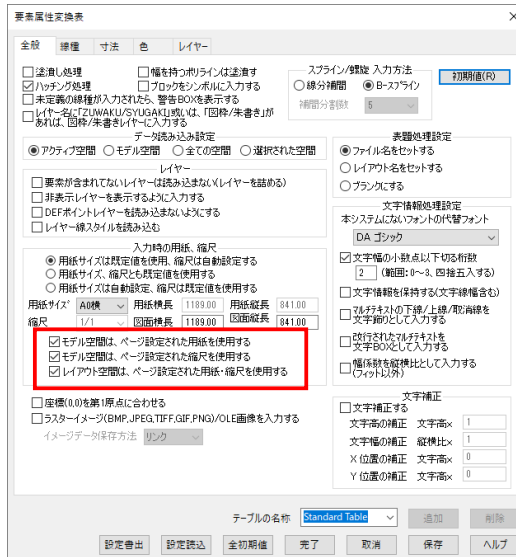 要素属性変換表
全般 線種 寸法 色 レイヤー
塗潰し処理 幅を持つポリラインは塗潰す
ハッチング処理 ブロックをシンボルに入力する
未定義の線種が入力されたら、警告BOXを表示する
レイヤー名に「ZUWAKU/SYUGAKU」或いは、「図枠/朱書き」が
あれば、図枠/朱書レイヤーに入力する
スプライン/螺旋 入力方法
線分補間 B-スプライン
補間分割数 5
初期値(R)
データ読み込み設定
アクティブ空間 モデル空間 全ての空間 選択された空間
レイヤー
要素が含まれてないレイヤーは読み込まない(レイヤーを詰める)
非表示レイヤーを表示するように入力する
DEFポイントレイヤーを読み込まないようにする
レイヤー線スタイルを読み込む
入力時の用紙、縮尺
用紙サイズは既定値を使用、縮尺は自動設定する
用紙サイズ、縮尺とも既定値を使用する
用紙サイズは自動設定、縮尺は既定値を使用する
用紙サイズ A0横 用紙横長 1189.00 用紙縦長 841.00
縮尺 1/1 図面横長 1189.00 図面縦長 841.00
モデル空間は、ページ設定された用紙を使用する
モデル空間は、ページ設定された縮尺を使用する
レイアウト空間は、ページ設定された用紙・縮尺を使用する
座標(0,0)を第1原点に合わせる
ラスターイメージ(BMP,JPEG,TIFF,GIF,PNG)/OLE画像を入力する
イメージデータ保存方法 リンク
表題処理設定
ファイル名をセットする
レイアウト名をセットする
ブランクにする
文字情報処理設定
本システムにないフォントの代替フォント
DA ゴシック
文字幅の小数点以下切る桁数
2 (範囲:0~3、四捨五入する)
文字情報を保持する(文字線幅含む)
マルチテキストの下線/上線/取消線を
文字飾りとして入力する
改行されたマルチテキストを
文字BOXとして入力する
幅係数を縦横比として入力する
(フィット以外)
文字補正
文字補正する
文字高の補正 文字高× 1
文字幅の補正 縦横比× 1
X位置の補正 文字高× 0
Y位置の補正 文字高× 0
テーブルの名称 Standard Table 追加 削除
設定書出 設定読込 全初期値 完了 取消 保存 ヘルプ